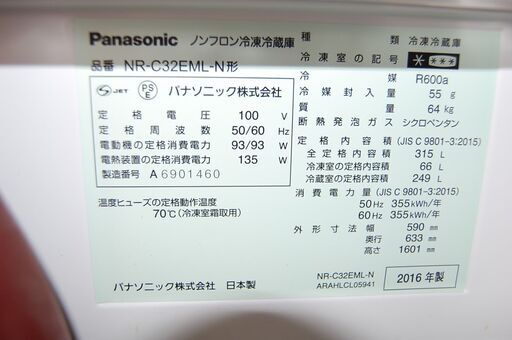 Panasonic ノンフロン冷凍冷蔵庫
品番 NR-C32EML-N形
S JET PS E パナソニック株式会社
定格電圧 100 V
定格周波数 50/60 Hz
電動機の定格消費電力 93/93 W
電熱装置の定格消費電力 135 W
製造番号 A 6901460
温度ヒューズの定格動作温度
70℃(冷凍室霜取用)
パナソニック株式会社 日本製
種類 冷凍冷蔵庫
冷凍室の記号 * ***
冷媒 R600a
冷媒封入量 55 g
質量 64 kg
断熱発泡ガス シクロペンタン
定格内容積 (JIS C 9801-3:2015)
全定格内容積 315 L
冷凍室の定格内容積 66 L
冷蔵室の定格内容積 249 L
消費電力量 (JIS C 9801-3:2015)
50Hz 355kWh/年
60Hz 355kWh/年
外形寸法 幅 590 mm
奥行 633 mm
高さ 1601 mm
NR-C32EML-N
ARAHLCL05941
2016 年製